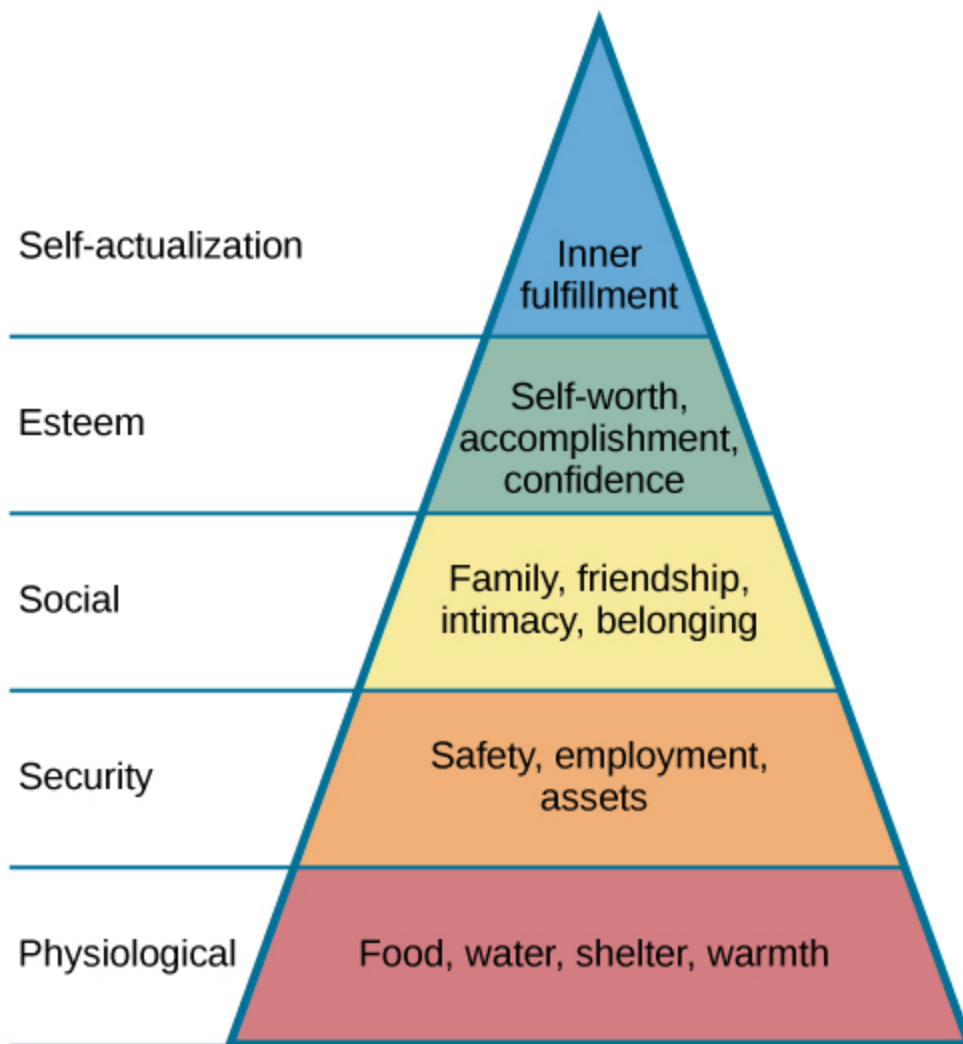 Self-actualization
Inner
fulfillment
Esteem
Self-worth,
accomplishment,
confidence
Social
Family, friendship,
intimacy, belonging
Security
Safety, employment,
assets
Physiological
Food, water, shelter, warmth